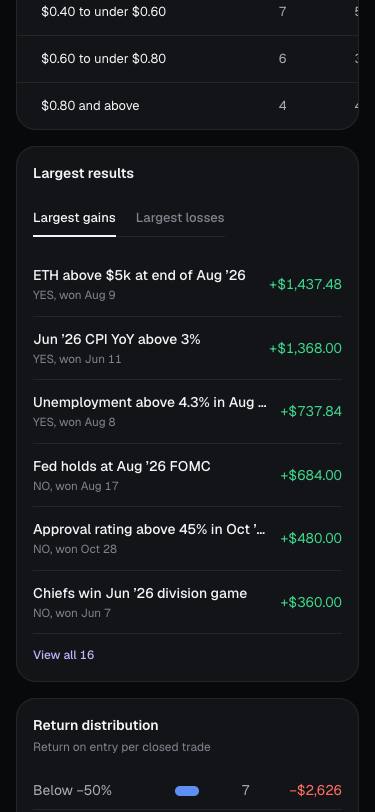 $0.40 to under $0.60 7
$0.60 to under $0.80 6
$0.80 and above 4
Largest results
Largest gains Largest losses
ETH above $5k at end of Aug ’26 +$1,437.48
YES, won Aug 9
Jun ’26 CPI YoY above 3% +$1,368.00
YES, won Jun 11
Unemployment above 4.3% in Aug ... +$737.84
YES, won Aug 8
Fed holds at Aug ’26 FOMC +$684.00
NO, won Aug 17
Approval rating above 45% in Oct ’... +$480.00
NO, won Oct 28
Chiefs win Jun ’26 division game +$360.00
NO, won Jun 7
View all 16
Return distribution
Return on entry per closed trade
Below −50% 7 −$2,626